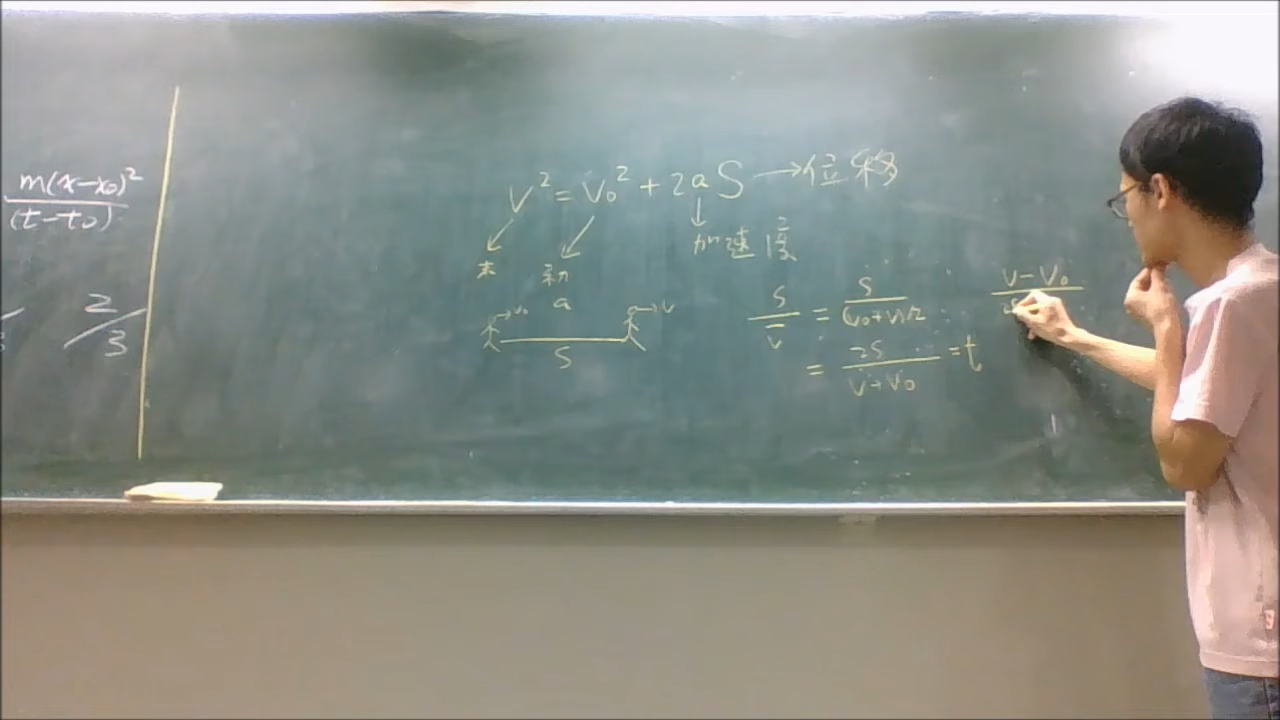 m(x-x₀)²
(t-t₀)
2
3
V² = V₀² + 2aS → 位移
末 初 加速度
V₀ a V
S
S/V̄ = S/(V₀+V)/2
= 2S/V+V₀ = t
V-V₀